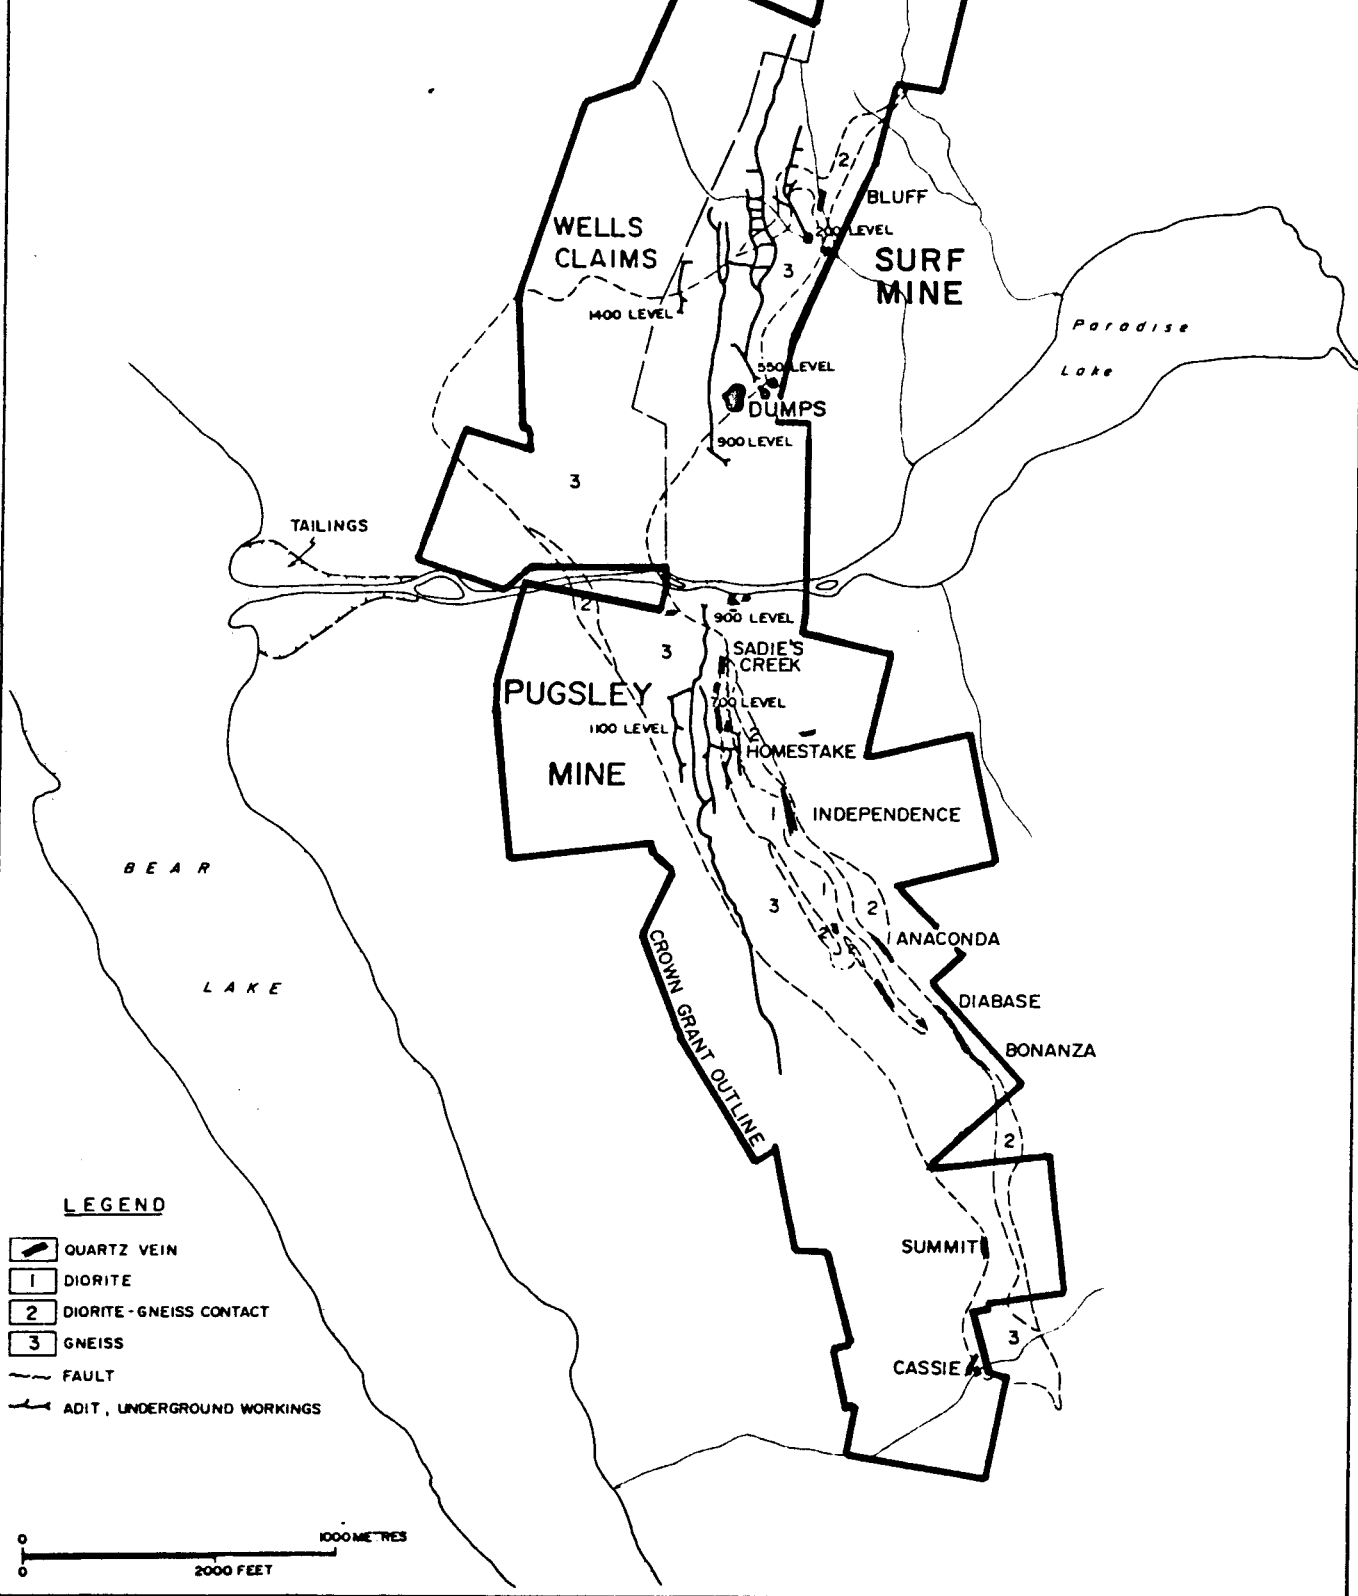 2
BLUFF
WELLS
CLAIMS
200 LEVEL
SURF
MINE
3
1400 LEVEL
Paradise
Lake
550 LEVEL
DUMPS
900 LEVEL
3
TAILINGS
2
900 LEVEL
3
SADIE'S
CREEK
PUGSLEY
MINE
700 LEVEL
1100 LEVEL
2
HOMESTAKE
1
INDEPENDENCE
BEAR
LAKE
1
3
2
2
ANACONDA
DIABASE
BONANZA
CROWN GRANT OUTLINE
2
SUMMIT
3
CASSIE
LEGEND
QUARTZ VEIN
1 DIORITE
2 DIORITE-GNEISS CONTACT
3 GNEISS
FAULT
ADIT, UNDERGROUND WORKINGS
0 1000 METRES
0 2000 FEET